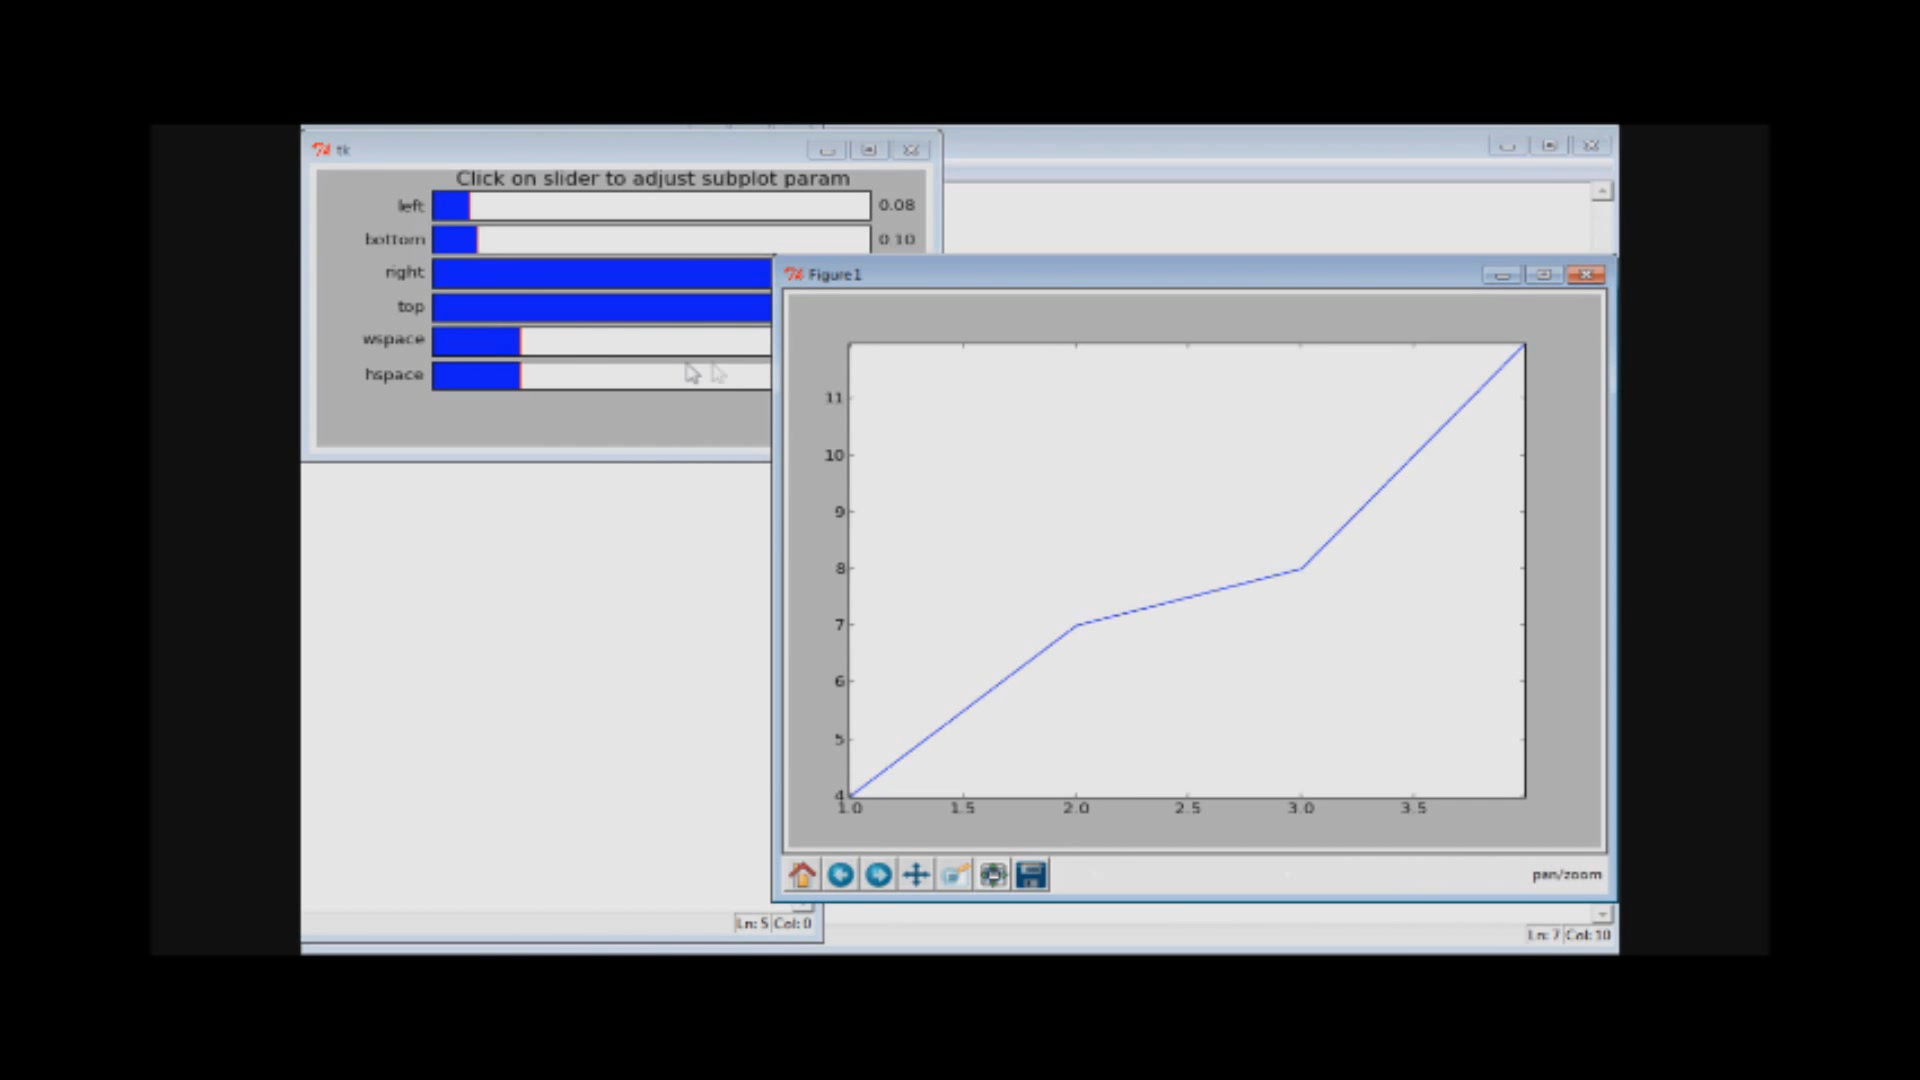 tk
Click on slider to adjust subplot param
left 0.08
bottom 0.10
right
top
wspace
hspace
Figure1
11
10
9
8
7
6
5
4
1.0 1.5 2.0 2.5 3.0 3.5
pan/zoom
Ln: 5 Col: 0
Ln: 7 Col: 10